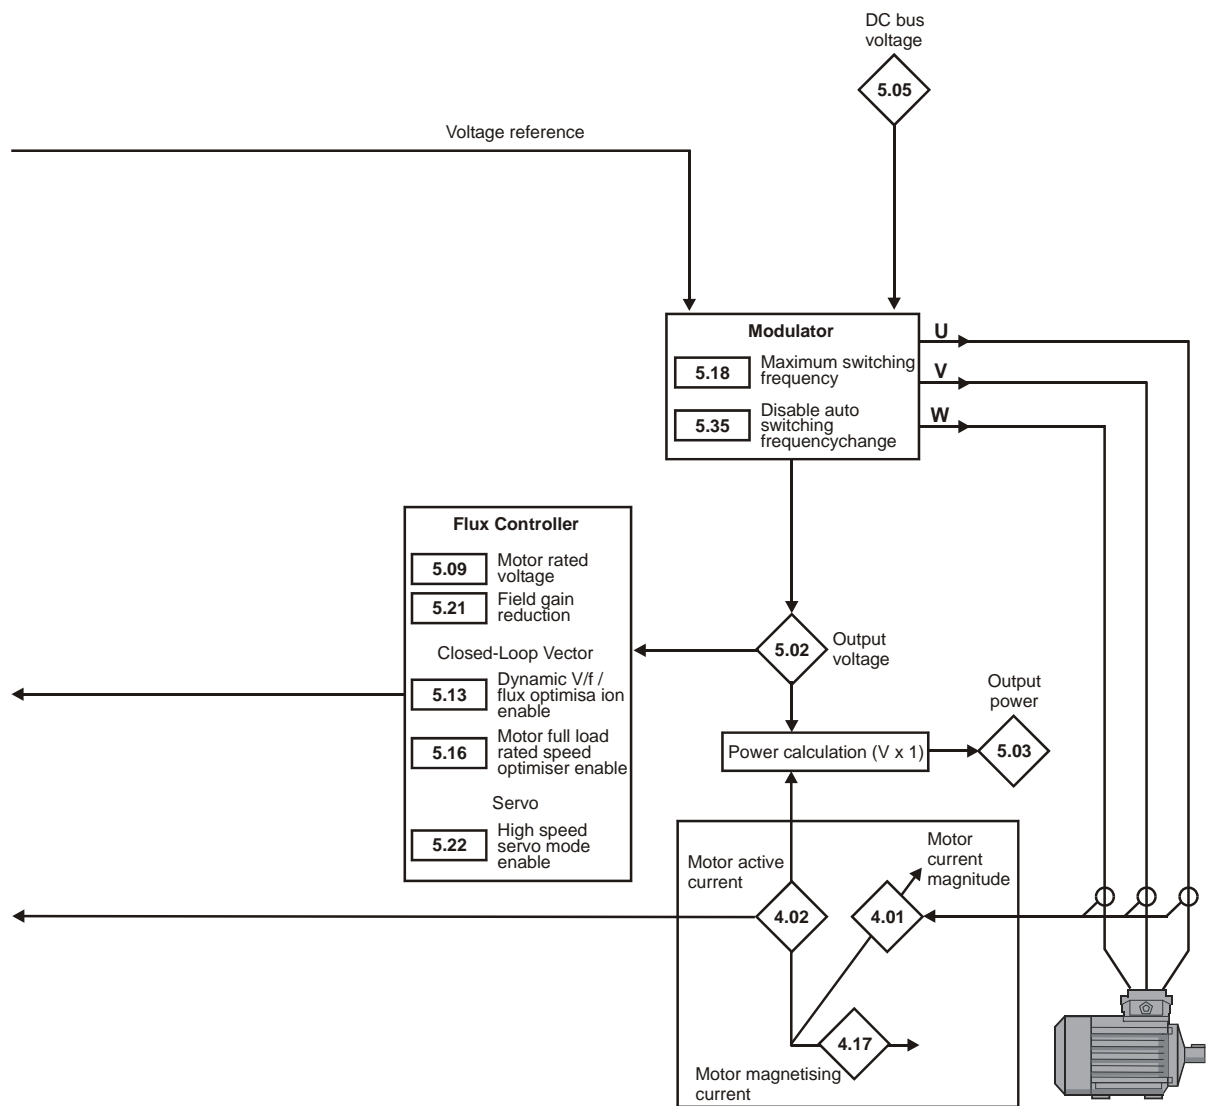 DC bus
voltage
5.05
Voltage reference
Modulator
5.18
Maximum switching
frequency
5.35
Disable auto
switching
frequencychange
U
V
W
Flux Controller
5.09
Motor rated
voltage
5.21
Field gain
reduction
Closed-Loop Vector
5.13
Dynamic V/f /
flux optimisa ion
enable
5.16
Motor full load
rated speed
optimiser enable
Servo
5.22
High speed
servo mode
enable
5.02
Output
voltage
Output
power
Power calculation (V x 1)
5.03
Motor active
current
Motor
current
magnitude
4.02
4.01
4.17
Motor magnetising
current